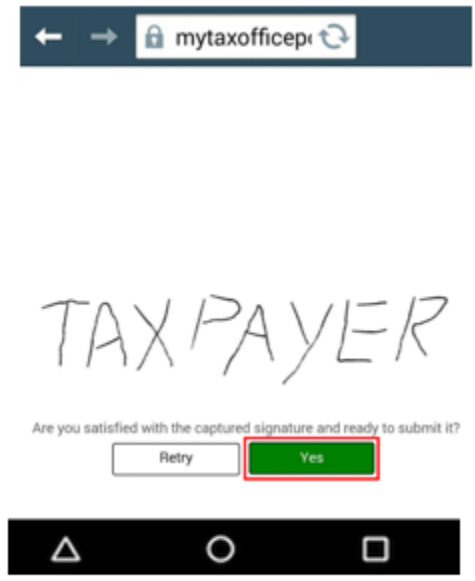 mytaxofficep
TAXPAYER
Are you satisfied with the captured signature and ready to submit it?
Retry Yes